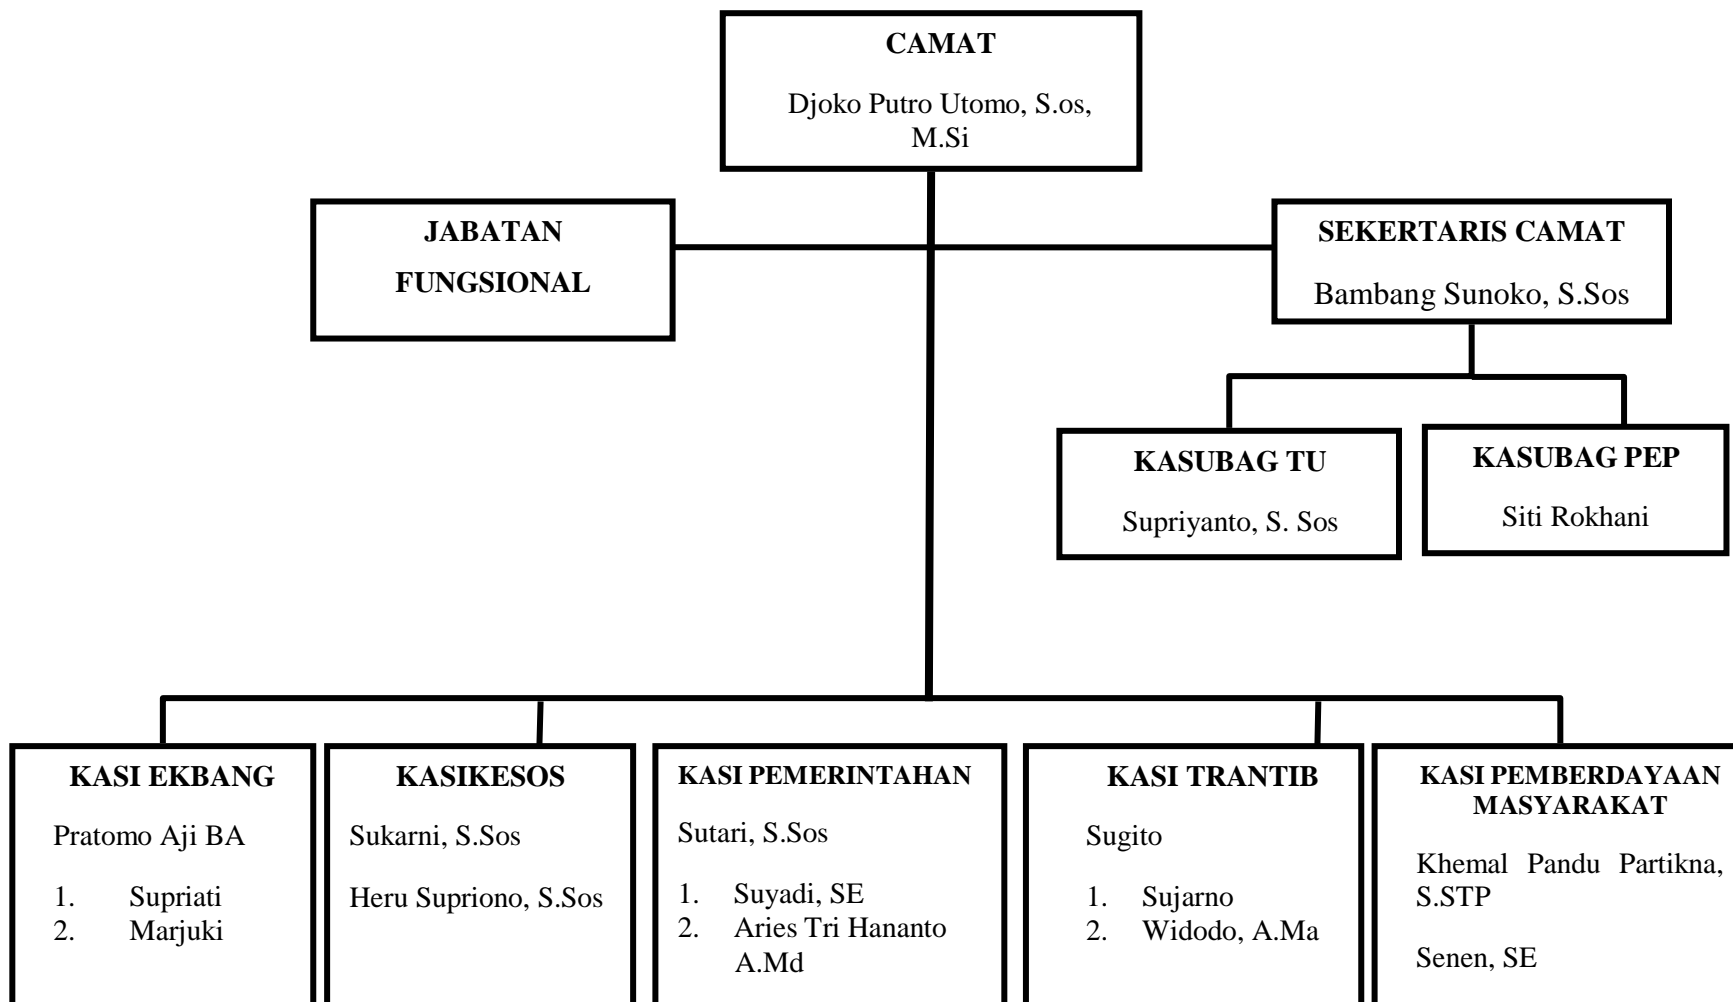 CAMAT
Djoko Putro Utomo, S.os,
M.Si
JABATAN
FUNGSIONAL
SEKERTARIS CAMAT
Bambang Sunoko, S.Sos
KASUBAG TU
Supriyanto, S. Sos
KASUBAG PEP
Siti Rokhani
KASI EKBANG
Pratomo Aji BA
1. Supriati
2. Marjuki
KASIKESOS
Sukarni, S.Sos
Heru Supriono, S.Sos
KASI PEMERINTAHAN
Sutari, S.Sos
1. Suyadi, SE
2. Aries Tri Hananto
A.Md
KASI TRANTIB
Sugito
1. Sujarno
2. Widodo, A.Ma
KASI PEMBERDAYAAN
MASYARAKAT
Khemal Pandu Partikna,
S.STP
Senen, SE